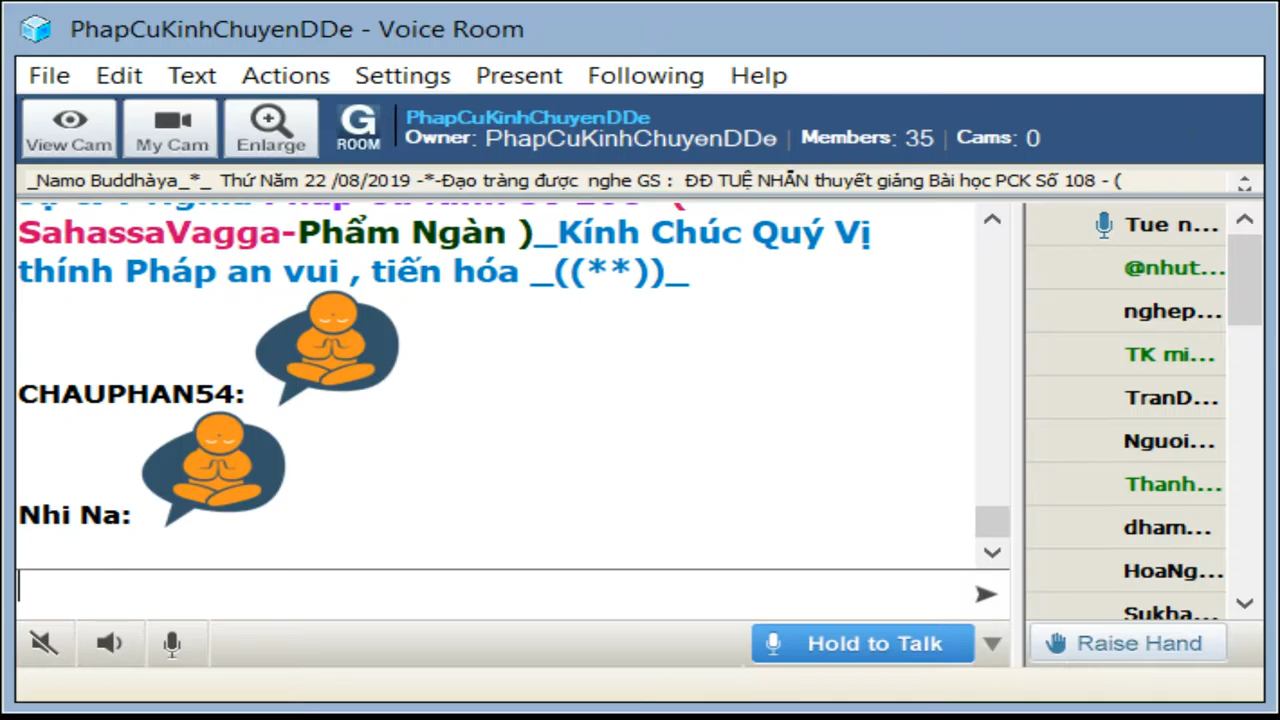 PhapCuKinhChuyenDDe - Voice Room
File Edit Text Actions Settings Present Following Help
View Cam My Cam Enlarge G ROOM
PhapCuKinhChuyenDDe
Owner: PhapCuKinhChuyenDDe | Members: 35 | Cams: 0
_Namo Buddhàya_*_ Thứ Năm 22 /08/2019 -*-Đạo tràng được nghe GS : ĐĐ TUỆ NHẪN thuyết giảng Bài học PCK Số 108 - (
SahassaVagga-Phẩm Ngàn )_Kính Chúc Quý Vị
thính Pháp an vui , tiến hóa _((**))_
CHAUPHAN54:
Nhi Na:
Tue n...
@nhut...
nghep...
TK mi...
TranD...
Nguoi...
Thanh...
dham...
HoaNg...
Sukha...
Hold to Talk
Raise Hand